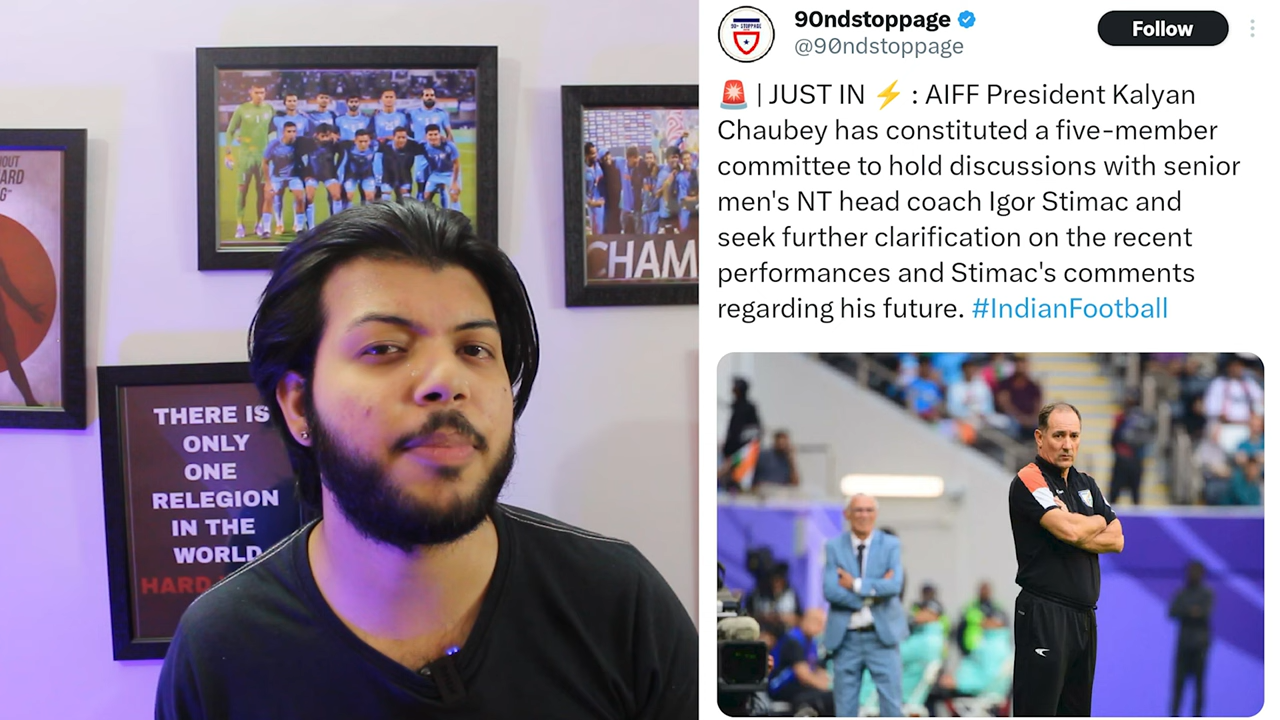 THERE IS
ONLY
ONE
RELEGION
IN THE
WORLD
HARD
CHAM
90ndstoppage
@90ndstoppage
Follow
🚨 | JUST IN ⚡ : AIFF President Kalyan
Chaubey has constituted a five-member
committee to hold discussions with senior
men's NT head coach Igor Stimac and
seek further clarification on the recent
performances and Stimac's comments
regarding his future. #IndianFootball